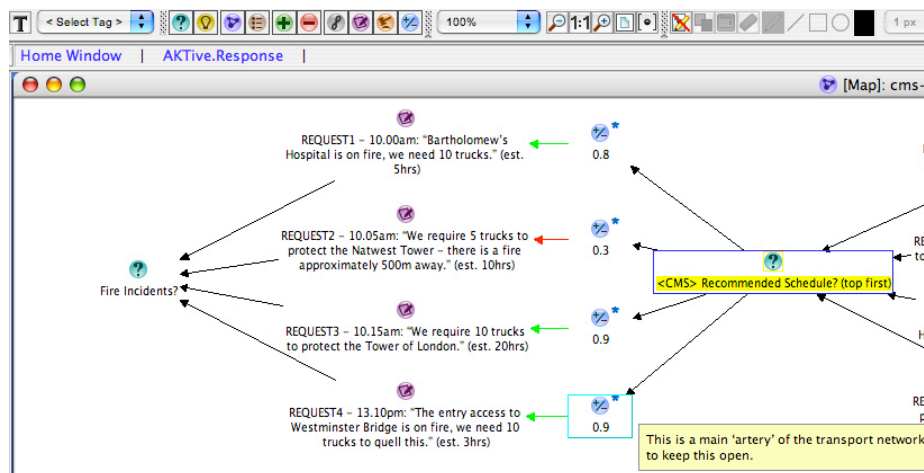 T < Select Tag > 100% 1:1 1 px
Home Window | AKTive.Response |
[Map]: cms-
REQUEST1 – 10.00am: “Bartholomew’s
Hospital is on fire, we need 10 trucks.” (est.
5hrs)
0.8
REQUEST2 – 10.05am: “We require 5 trucks to
protect the Natwest Tower – there is a fire
approximately 500m away.” (est. 10hrs)
0.3
Fire Incidents?
<CMS> Recommended Schedule? (top first)
REQUEST3 – 10.15am: “We require 10 trucks
to protect the Tower of London.” (est. 20hrs)
0.9
REQUEST4 – 13.10pm: “The entry access to
Westminster Bridge is on fire, we need 10
trucks to quell this.” (est. 3hrs)
0.9
This is a main ‘artery’ of the transport network
to keep this open.